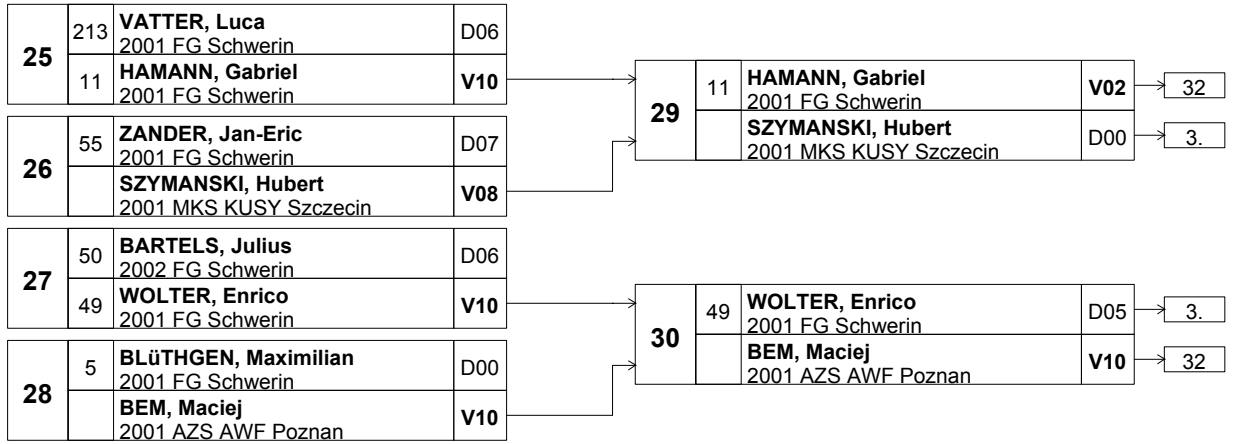 25
213 VATTER, Luca D06
2001 FG Schwerin
11 HAMANN, Gabriel V10
2001 FG Schwerin
26
55 ZANDER, Jan-Eric D07
2001 FG Schwerin
SZYMANSKI, Hubert V08
2001 MKS KUSY Szczecin
27
50 BARTELS, Julius D06
2002 FG Schwerin
49 WOLTER, Enrico V10
2001 FG Schwerin
28
5 BLüTHGEN, Maximilian D00
2001 FG Schwerin
BEM, Maciej V10
2001 AZS AWF Poznan
29
11 HAMANN, Gabriel V02 32
2001 FG Schwerin
SZYMANSKI, Hubert D00 3.
2001 MKS KUSY Szczecin
30
49 WOLTER, Enrico D05 3.
2001 FG Schwerin
BEM, Maciej V10 32
2001 AZS AWF Poznan